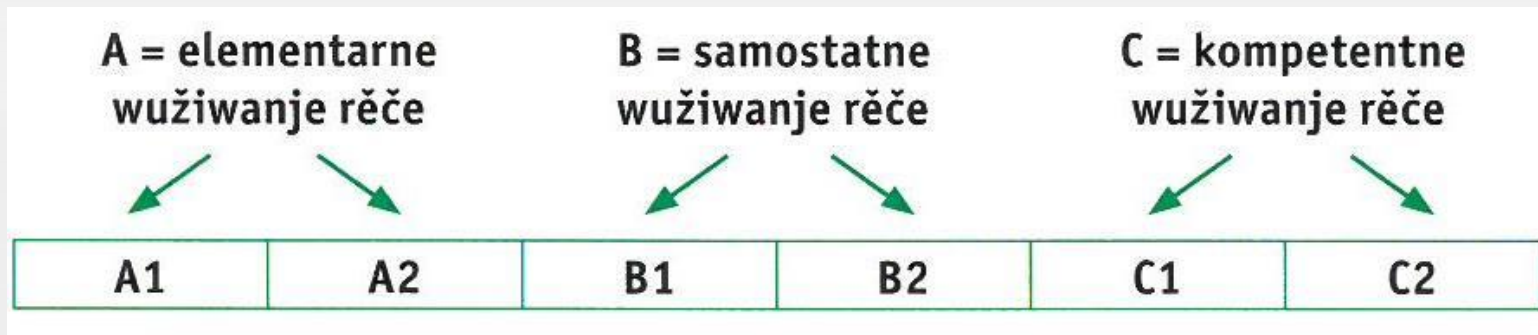 A = elementarne
wužiwanje rěče
B = samostatne
wužiwanje rěče
C = kompetentne
wužiwanje rěče
A1 A2 B1 B2 C1 C2